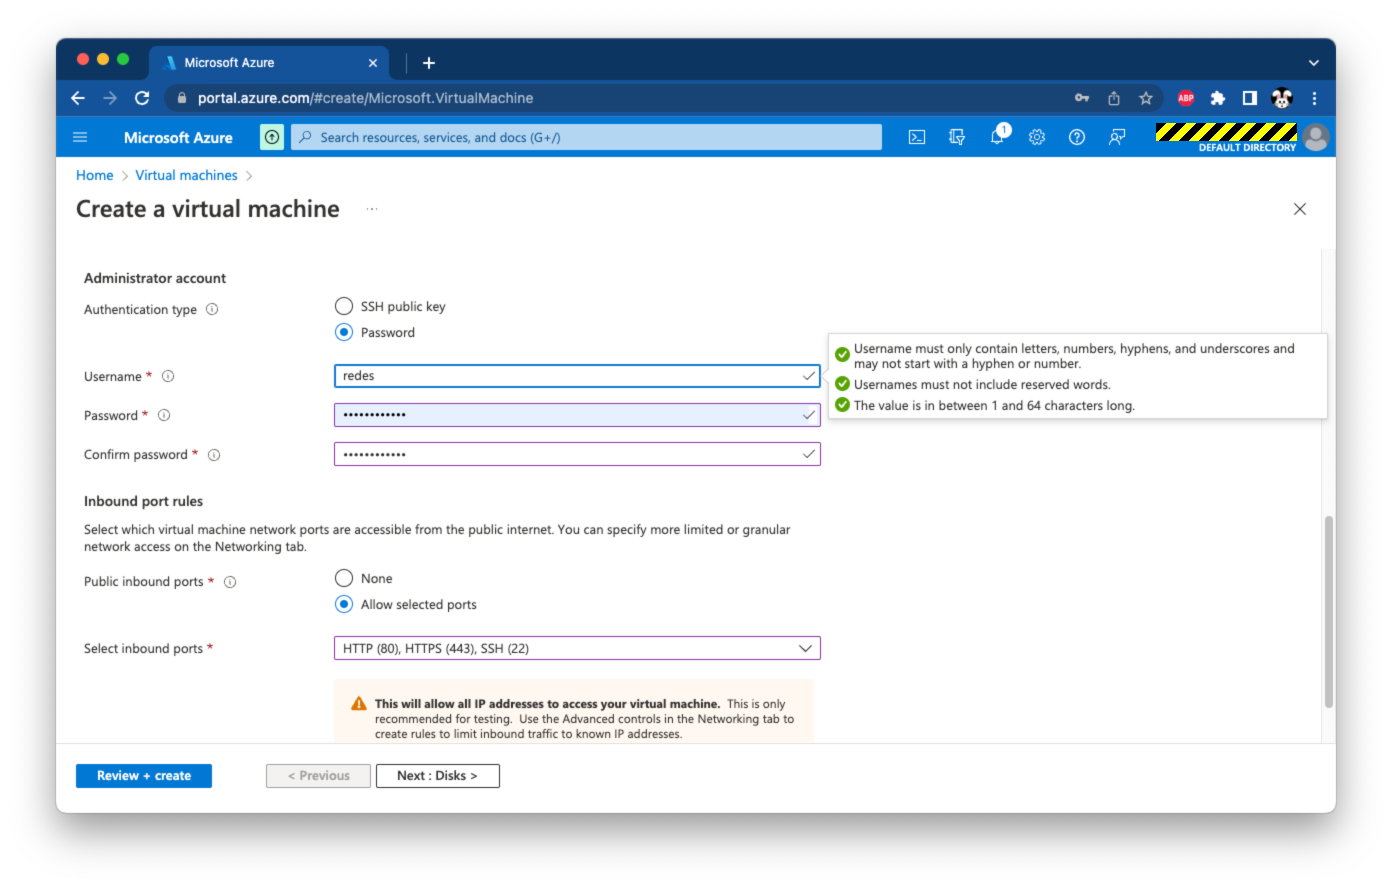 Microsoft Azure
portal.azure.com/#create/Microsoft.VirtualMachine
ABP
Microsoft Azure
Search resources, services, and docs (G+/)
1
DEFAULT DIRECTORY
Home > Virtual machines >
Create a virtual machine ...
Administrator account
Authentication type
SSH public key
Password
Username *
redes
Username must only contain letters, numbers, hyphens, and underscores and
may not start with a hyphen or number.
Usernames must not include reserved words.
The value is in between 1 and 64 characters long.
Password *
••••••••••••
Confirm password *
••••••••••••
Inbound port rules
Select which virtual machine network ports are accessible from the public internet. You can specify more limited or granular
network access on the Networking tab.
Public inbound ports *
None
Allow selected ports
Select inbound ports *
HTTP (80), HTTPS (443), SSH (22)
This will allow all IP addresses to access your virtual machine. This is only
recommended for testing. Use the Advanced controls in the Networking tab to
create rules to limit inbound traffic to known IP addresses.
Review + create
< Previous
Next : Disks >